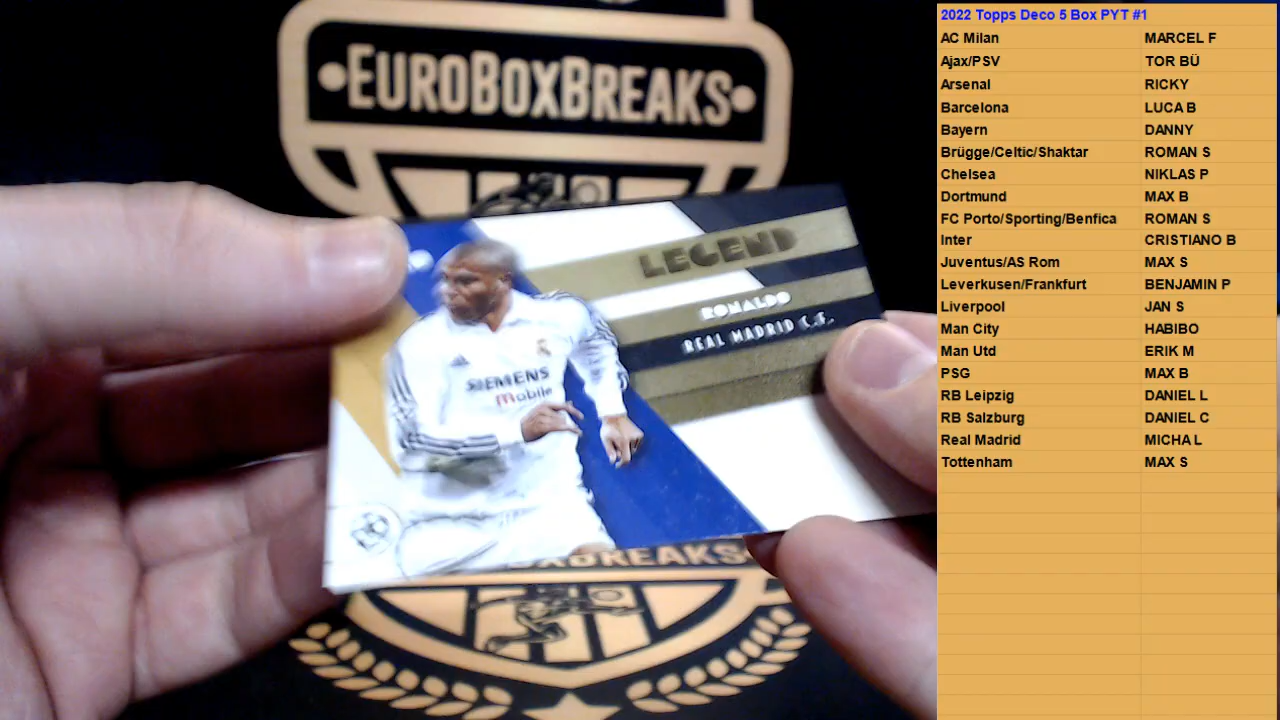 EUROBOXBREAKS
LEGEND
RONALDO
REAL MADRID C.F.
SIEMENS
mobile
BOXBREAKS
2022 Topps Deco 5 Box PYT #1
AC Milan MARCEL F
Ajax/PSV TOR BÜ
Arsenal RICKY
Barcelona LUCA B
Bayern DANNY
Brügge/Celtic/Shaktar ROMAN S
Chelsea NIKLAS P
Dortmund MAX B
FC Porto/Sporting/Benfica ROMAN S
Inter CRISTIANO B
Juventus/AS Rom MAX S
Leverkusen/Frankfurt BENJAMIN P
Liverpool JAN S
Man City HABIBO
Man Utd ERIK M
PSG MAX B
RB Leipzig DANIEL L
RB Salzburg DANIEL C
Real Madrid MICHA L
Tottenham MAX S